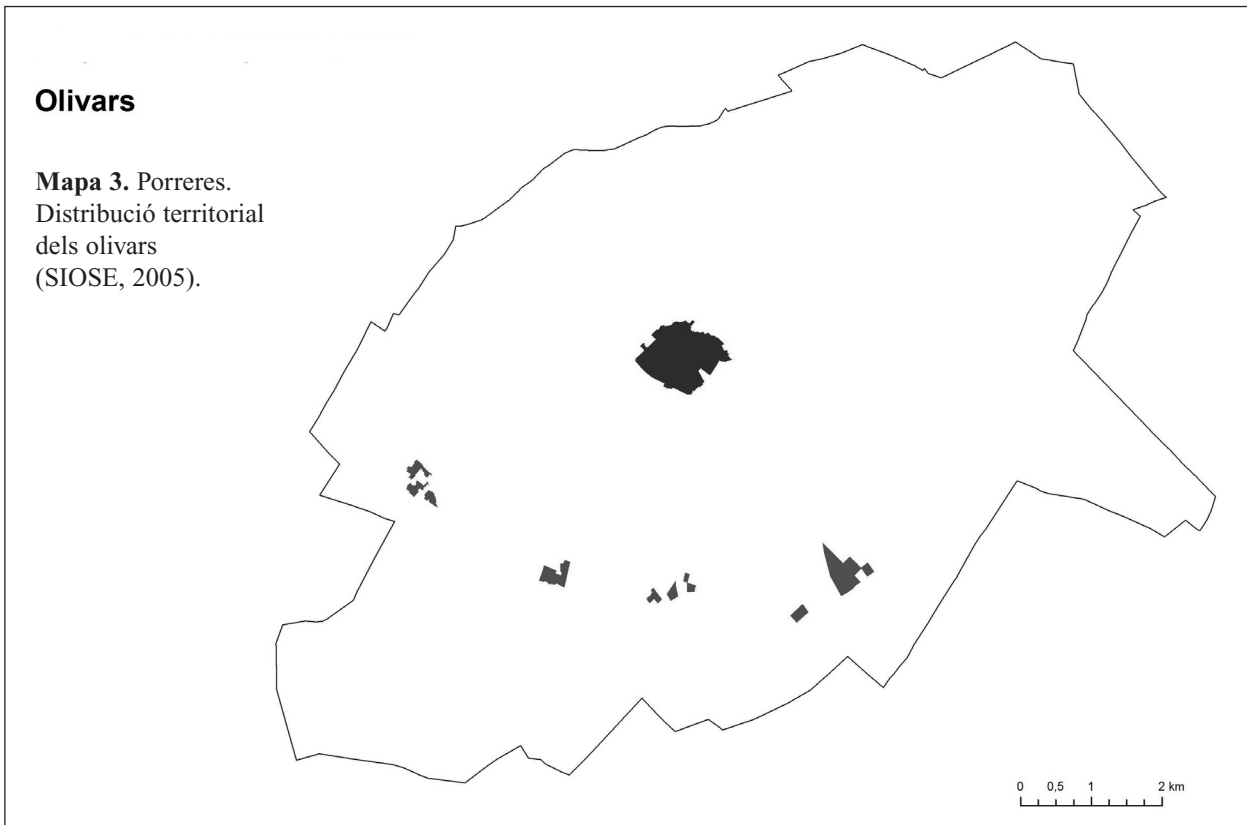 Olivars
Mapa 3. Porreres.
Distribució territorial
dels olivars
(SIOSE, 2005).
0 0,5 1 2 km